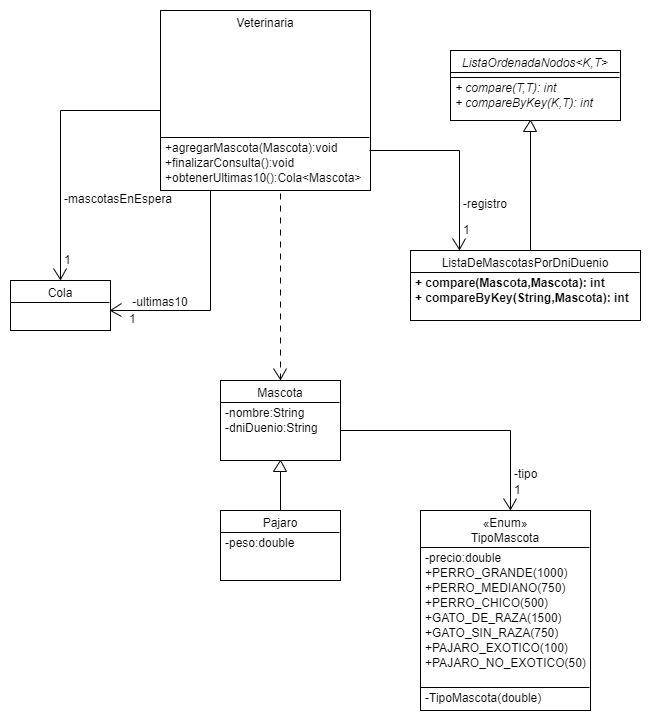 Veterinaria
+agregarMascota(Mascota):void
+finalizarConsulta():void
+obtenerUltimas10():Cola<Mascota>
ListaOrdenadaNodos<K,T>
+ compare(T,T): int
+ compareByKey(K,T): int
-mascotasEnEspera
1
-registro
1
Cola
-ultimas10
1
ListaDeMascotasPorDniDuenio
+ compare(Mascota,Mascota): int
+ compareByKey(String,Mascota): int
Mascota
-nombre:String
-dniDuenio:String
-tipo
1
Pajaro
-peso:double
«Enum»
TipoMascota
-precio:double
+PERRO_GRANDE(1000)
+PERRO_MEDIANO(750)
+PERRO_CHICO(500)
+GATO_DE_RAZA(1500)
+GATO_SIN_RAZA(750)
+PAJARO_EXOTICO(100)
+PAJARO_NO_EXOTICO(50)
-TipoMascota(double)